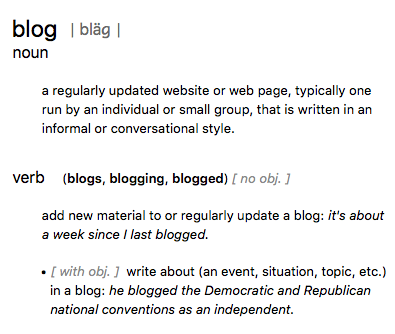 blog | bläg |
noun
a regularly updated website or web page, typically one
run by an individual or small group, that is written in an
informal or conversational style.
verb (blogs, blogging, blogged) [ no obj. ]
add new material to or regularly update a blog: it's about
a week since I last blogged.
• [ with obj. ] write about (an event, situation, topic, etc.)
in a blog: he blogged the Democratic and Republican
national conventions as an independent.